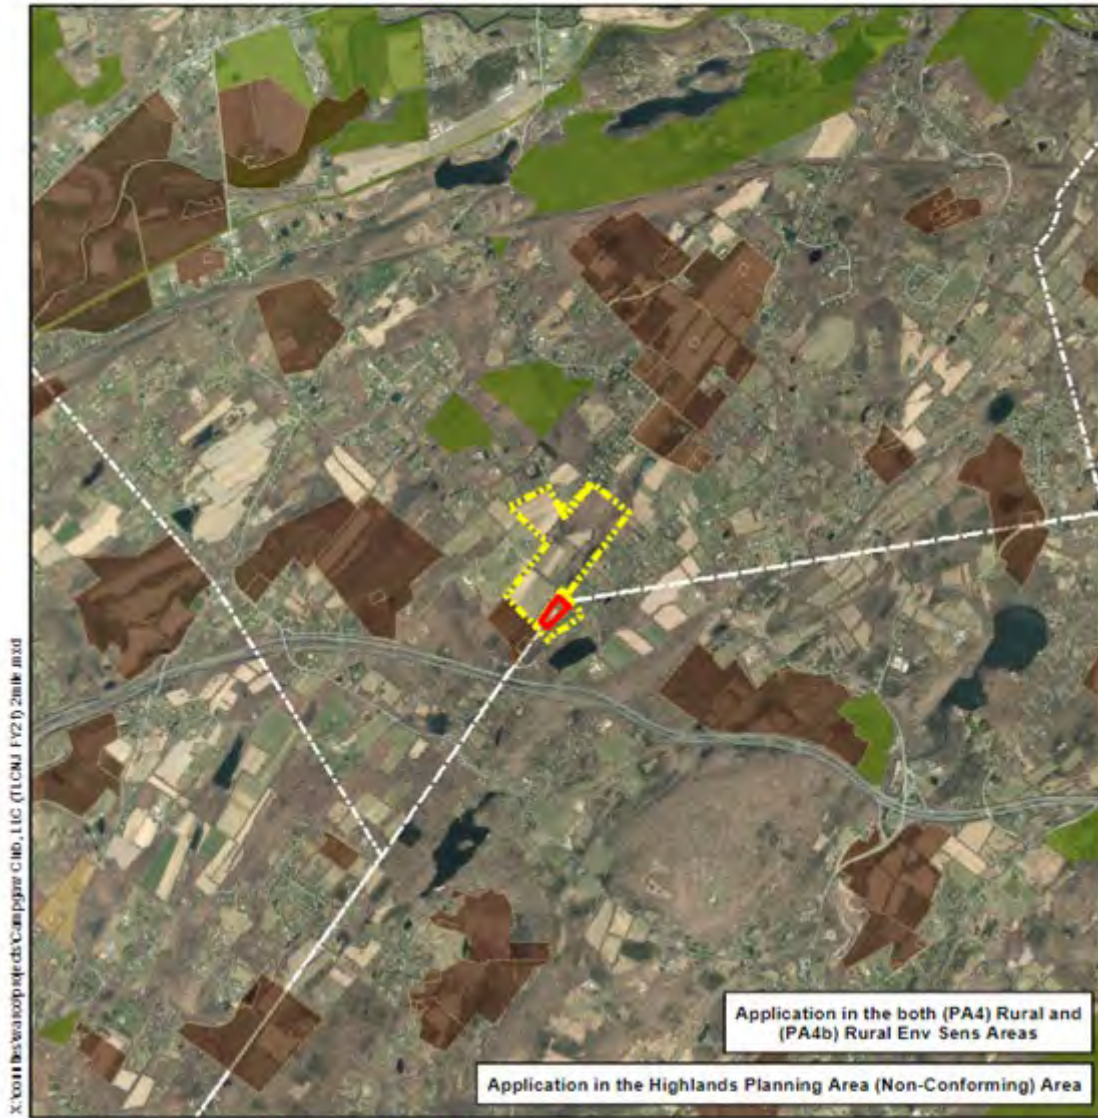 Application in the both (PA4) Rural and
(PA4b) Rural Env Sens Areas
Application in the Highlands Planning Area (Non-Conforming) Area